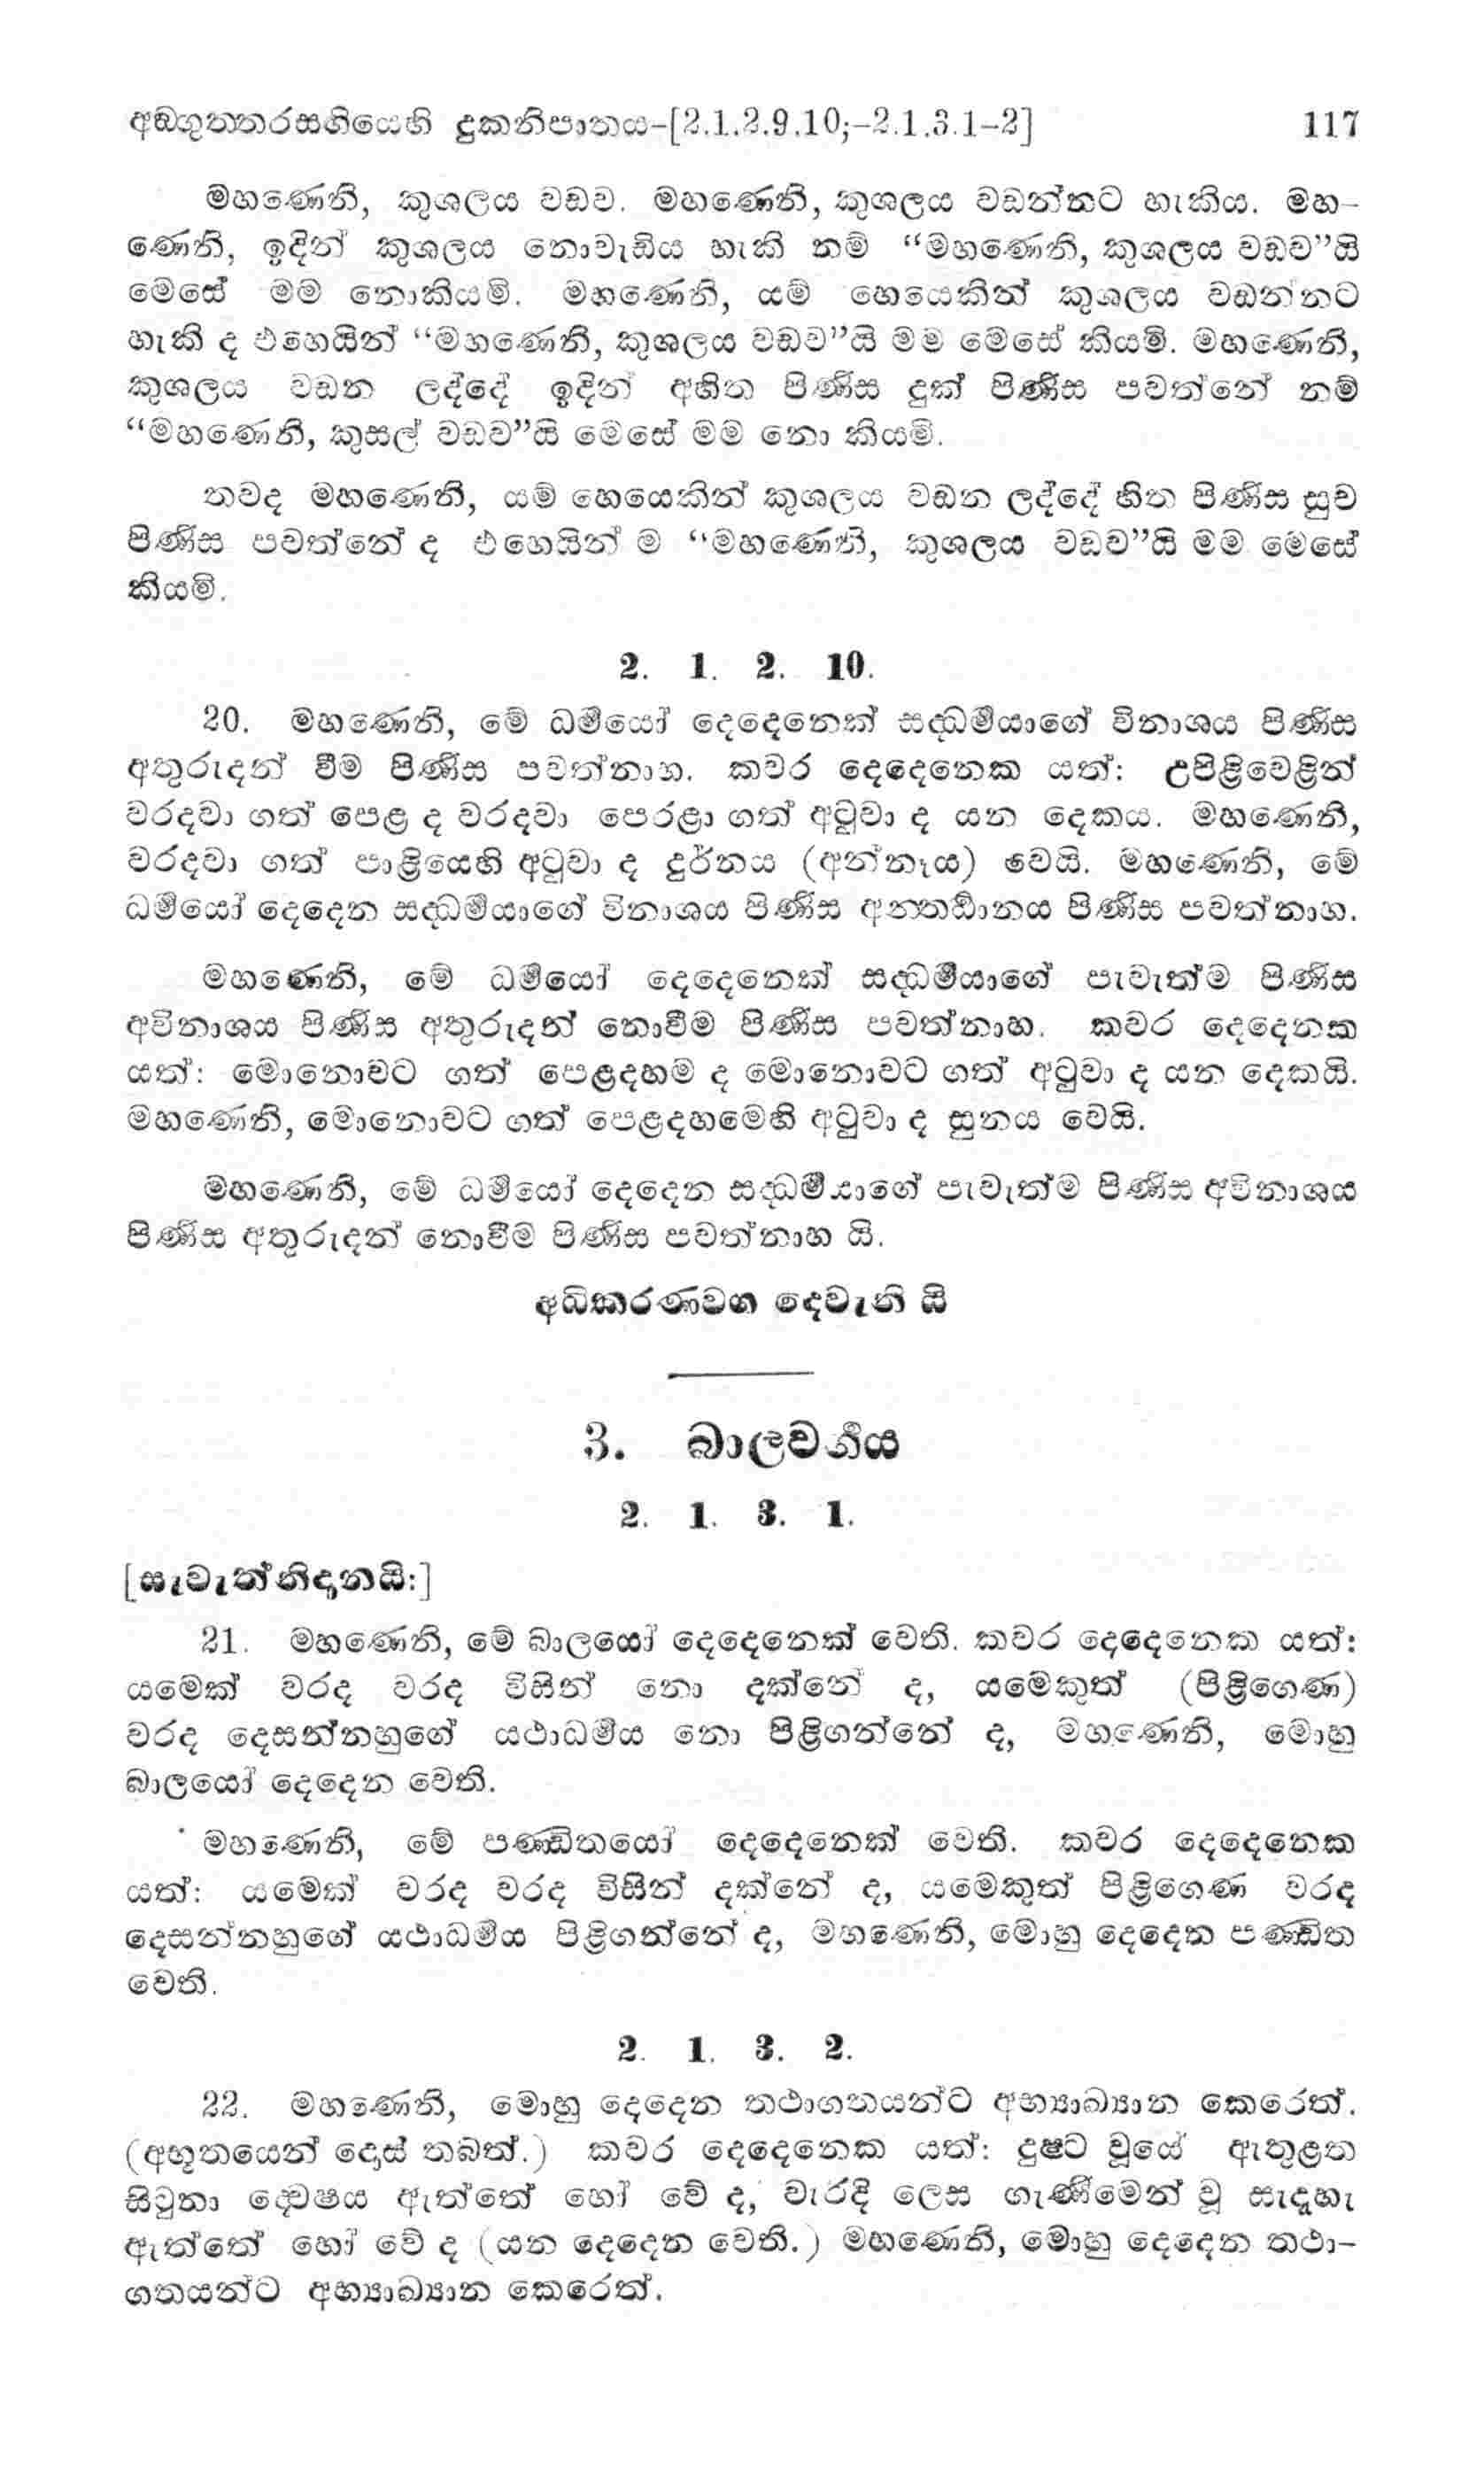 අඞගුත්තරසඟියෙහි දුකනිපාතය-[2.1.2.9.10;-2.1.3.1-2] 117
මහණෙනි, කුශලය වඩව. මහණෙනි, කුශලය වඩන්නට හැකිය. මහ-
ණෙනි, ඉදින් කුශලය නොවැඩිය හැකි නම් “මහණෙනි, කුශලය වඩව”යි
මෙසේ මම නොකියමි. මහණෙනි, යම් හෙයෙකින් කුශලය වඩන්නට
හැකි ද එහෙයින් “මහණෙනි, කුශලය වඩව”යි මම මෙසේ කියමි. මහණෙනි,
කුශලය වඩන ලද්දේ ඉදින් අහිත පිණිස දුක් පිණිස පවත්නේ නම්
“මහණෙනි, කුසල් වඩව”යි මෙසේ මම නො කියමි.
තවද මහණෙනි, යම් හෙයෙකින් කුශලය වඩන ලද්දේ හිත පිණිස සුව
පිණිස පවත්නේ ද එහෙයින් ම “මහණෙනි, කුශලය වඩව”යි මම මෙසේ
කියමි.
2. 1. 2. 10.
20. මහණෙනි, මේ ධර්‍මයෝ දෙදෙනෙක් සද්ධර්‍මයාගේ විනාශය පිණිස
අතුරුදන් වීම පිණිස පවත්නාහ. කවර දෙදෙනෙක යත්: උපිළිවෙළින්
වරදවා ගත් පෙළ ද වරදවා පෙරළා ගත් අටුවා ද යන දෙකය. මහණෙනි,
වරදවා ගත් පාළියෙහි අටුවා ද දුර්නය (අන්නෑය) වෙයි. මහණෙනි, මේ
ධර්‍මයෝ දෙදෙන සද්ධර්‍මයාගේ විනාශය පිණිස අන්තර්‍ධානය පිණිස පවත්නාහ.
මහණෙනි, මේ ධර්‍මයෝ දෙදෙනෙක් සද්ධර්‍මයාගේ පැවැත්ම පිණිස
අවිනාශය පිණිස අතුරුදන් නොවීම පිණිස පවත්නාහ. කවර දෙදෙනක
යත්: මොනොවට ගත් පෙළදහම ද මොනොවට ගත් අටුවා ද යන දෙකයි.
මහණෙනි, මොනොවට ගත් පෙළදහමෙහි අටුවා ද සුනය වෙයි.
මහණෙනි, මේ ධර්‍මයෝ දෙදෙන සද්ධර්‍මයාගේ පැවැත්ම පිණිස අවිනාශය
පිණිස අතුරුදන් නොවීම පිණිස පවත්නාහ යි.
අධිකරණවග දෙවැනි යි
3. බාලවර්‍ගය
2. 1. 3. 1.
[සැවැත්නිදානයි:]
21. මහණෙනි, මේ බාලයෝ දෙදෙනෙක් වෙති. කවර දෙදෙනෙක යත්:
යමෙක් වරද වරද විසින් නො දක්නේ ද, යමෙකුත් (පිළිගෙණ)
වරද දෙසන්නහුගේ යථාධර්‍මය නො පිළිගන්නේ ද, මහණෙනි, මොහු
බාලයෝ දෙදෙන වෙති.
මහණෙනි, මේ පණ්ඩිතයෝ දෙදෙනෙක් වෙති. කවර දෙදෙනෙක
යත්: යමෙක් වරද වරද විසින් දක්නේ ද, යමෙකුත් පිළිගෙණ වරද
දෙසන්නහුගේ යථාධර්‍මය පිළිගන්නේ ද, මහණෙනි, මොහු දෙදෙන පණ්ඩිත
වෙති.
2. 1. 3. 2.
22. මහණෙනි, මොහු දෙදෙන තථාගතයන්ට අභ්‍යාඛ්‍යාන කෙරෙත්.
(අභූතයෙන් දොස් තබත්.) කවර දෙදෙනෙක යත්: දුෂ්ට වූයේ ඇතුළත
සිටුනා ද්වේෂය ඇත්තේ හෝ වේ ද, වැරදි ලෙස ගැණීමෙන් වූ සැදැහැ
ඇත්තේ හෝ වේ ද (යන දෙදෙන වෙති.) මහණෙනි, මොහු දෙදෙන තථා-
ගතයන්ට අභ්‍යාඛ්‍යාන කෙරෙත්.